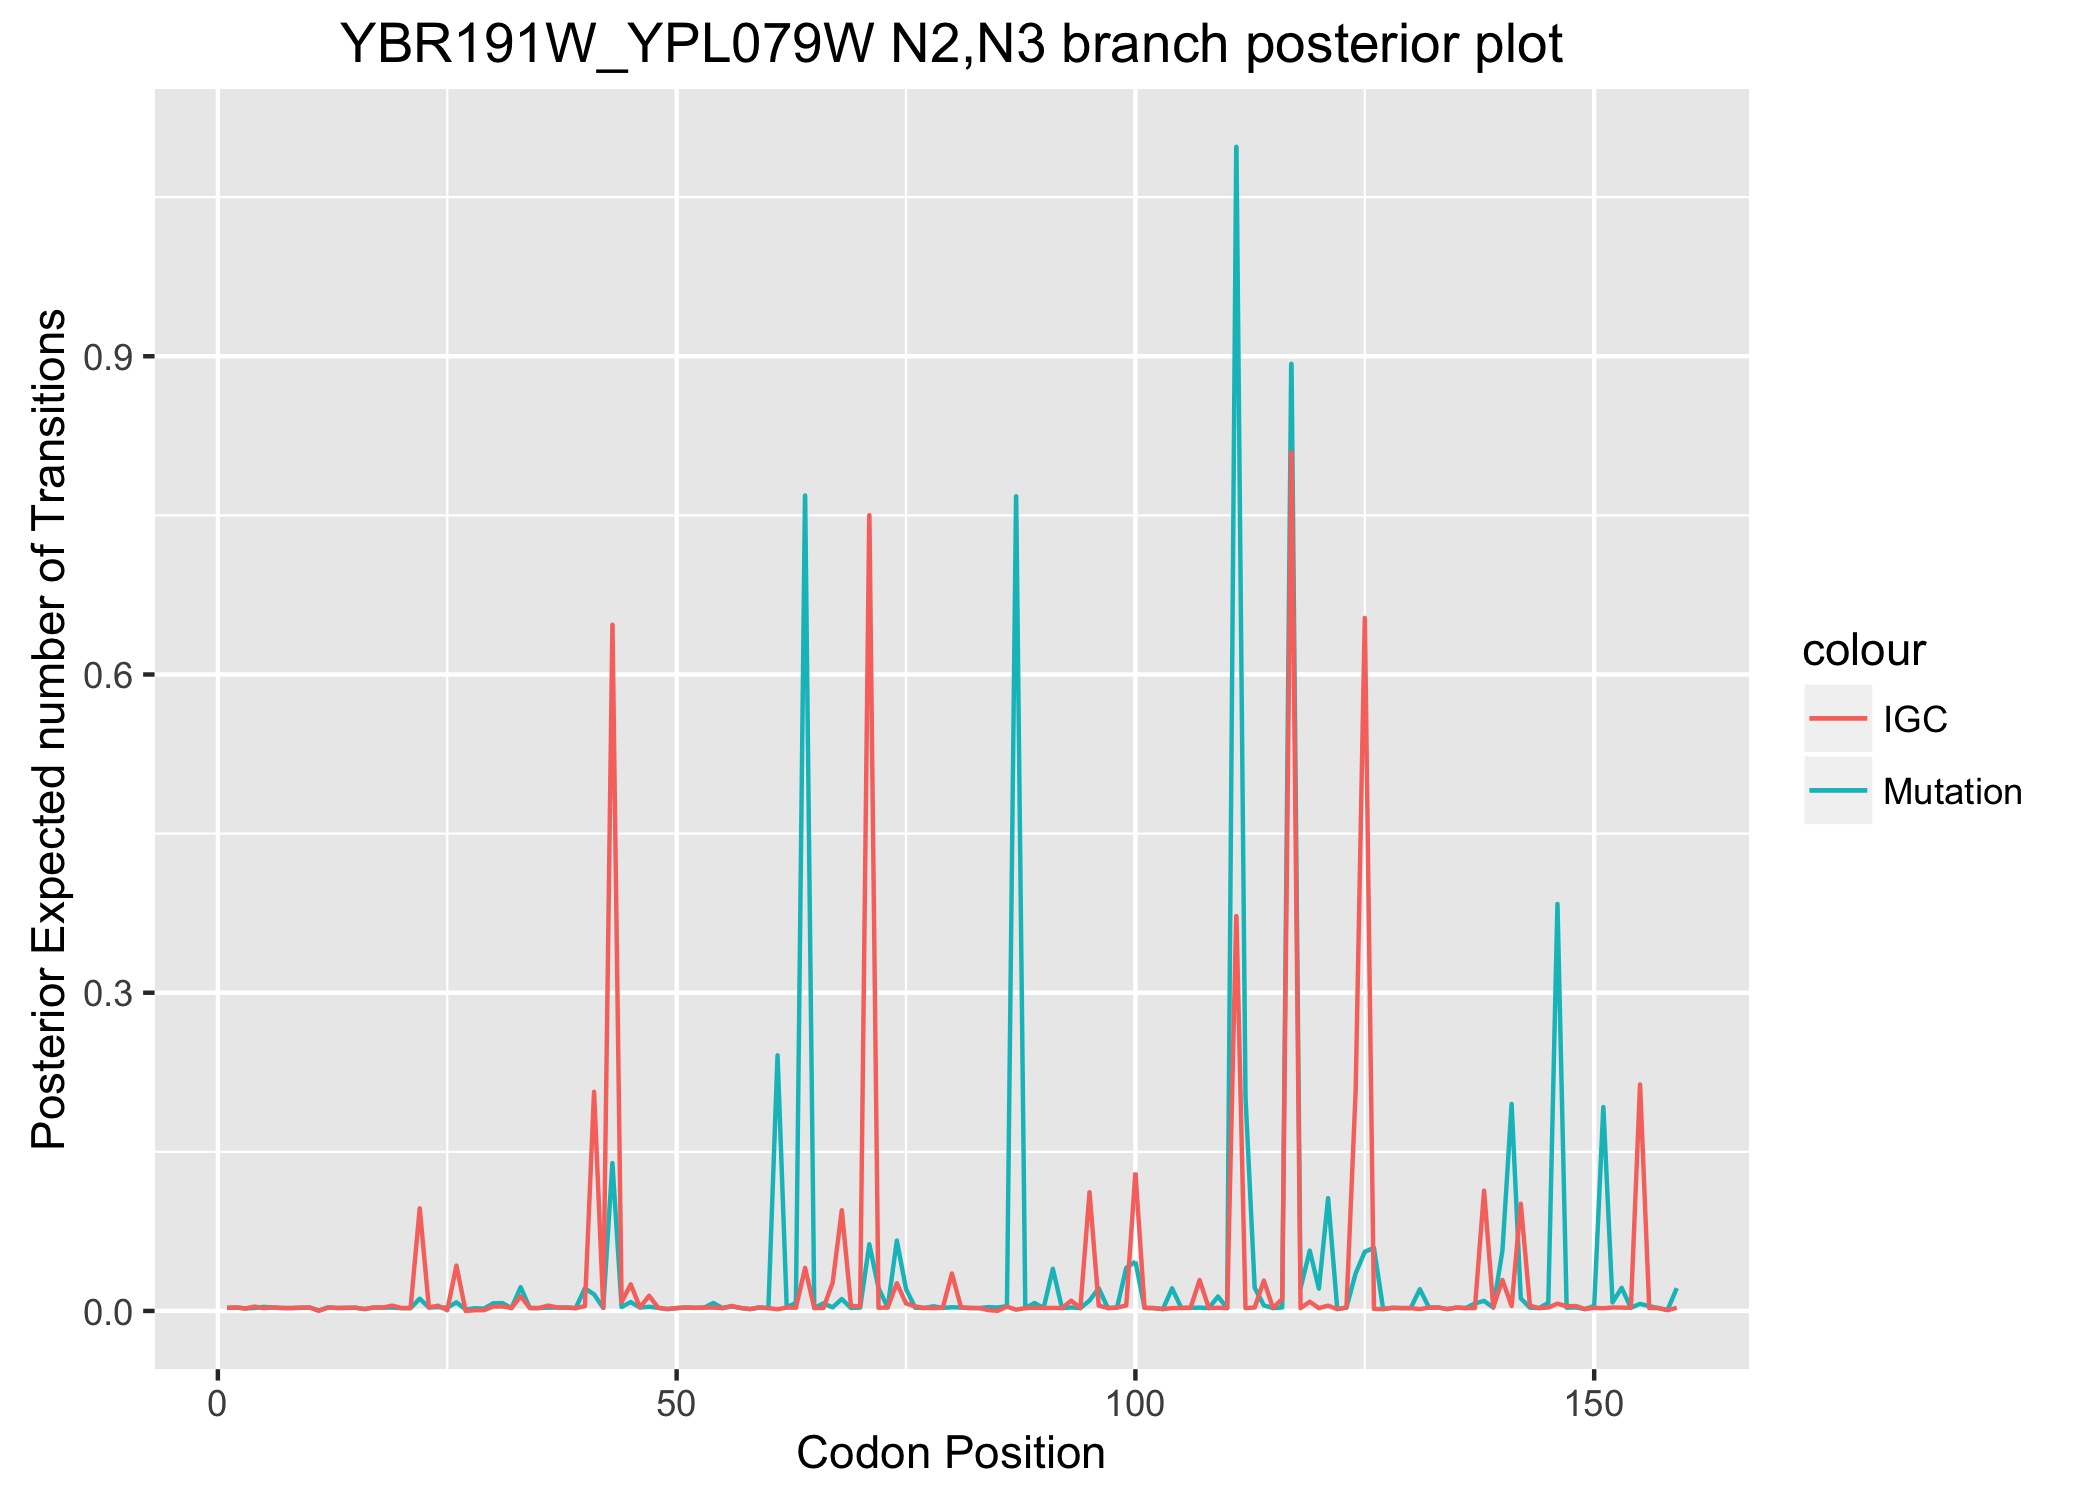 YBR191W_YPL079W N2,N3 branch posterior plot
Posterior Expected number of Transitions
0.9
0.6
0.3
0.0
0
50
100
150
Codon Position
colour
IGC
Mutation